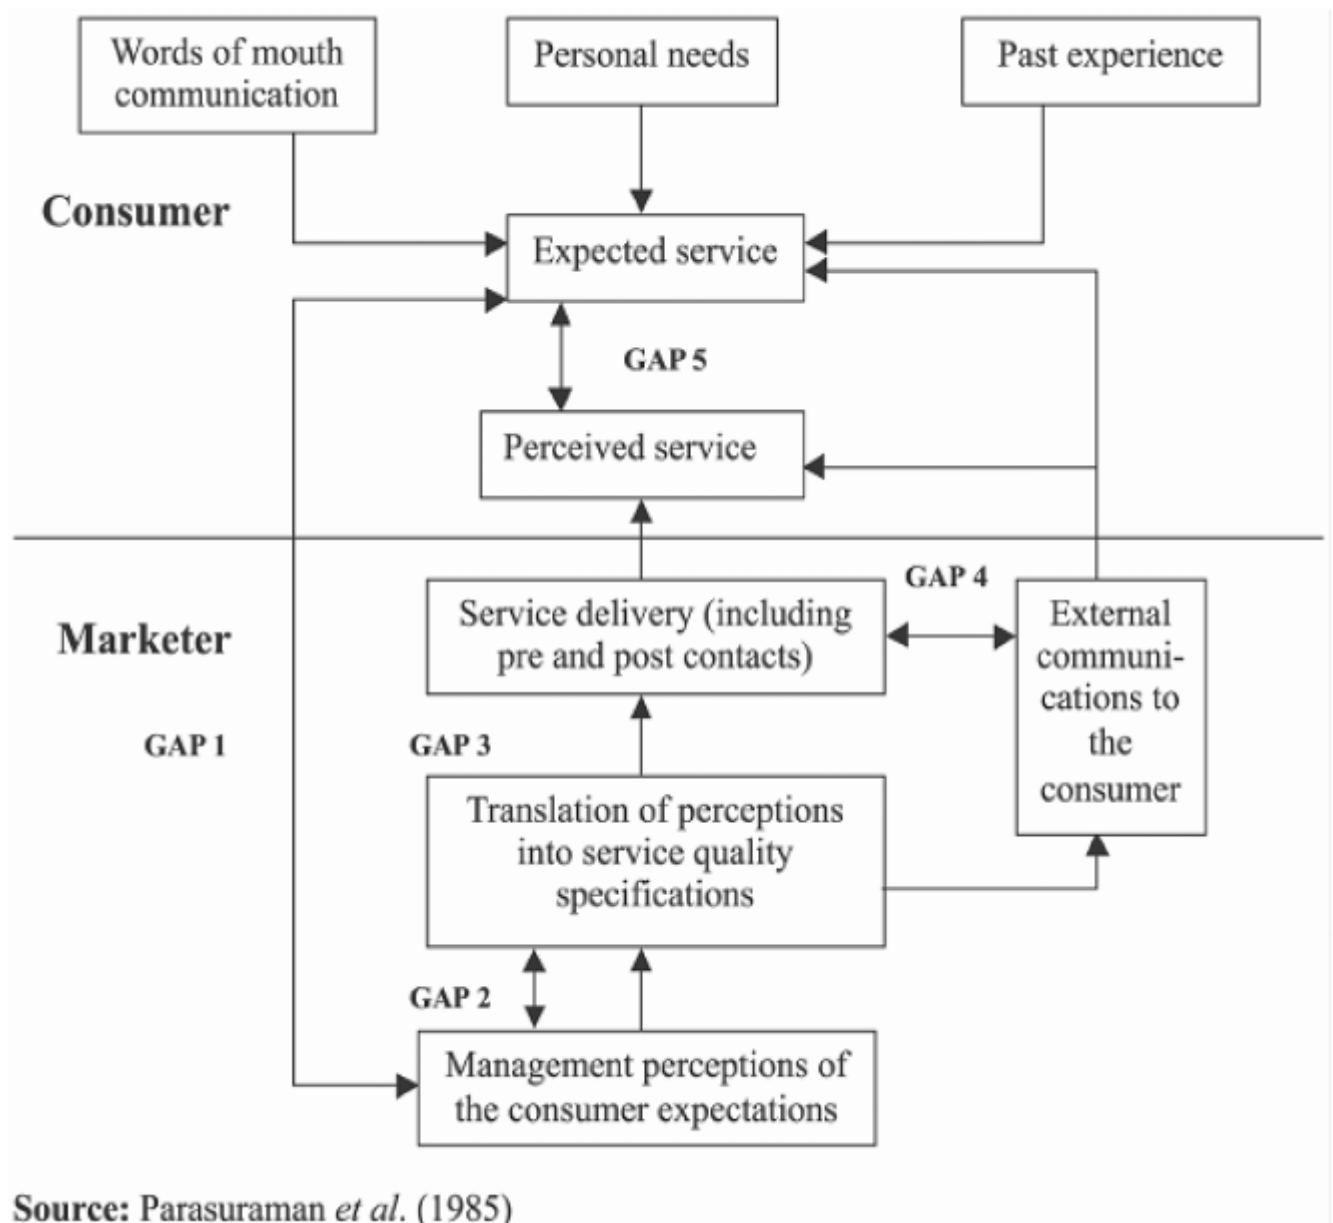 Words of mouth
communication
Personal needs
Past experience
Consumer
Expected service
GAP 5
Perceived service
GAP 4
Marketer
Service delivery (including
pre and post contacts)
External
communi-
cations to
the
consumer
GAP 1
GAP 3
Translation of perceptions
into service quality
specifications
GAP 2
Management perceptions of
the consumer expectations
Source: Parasuraman et al. (1985)